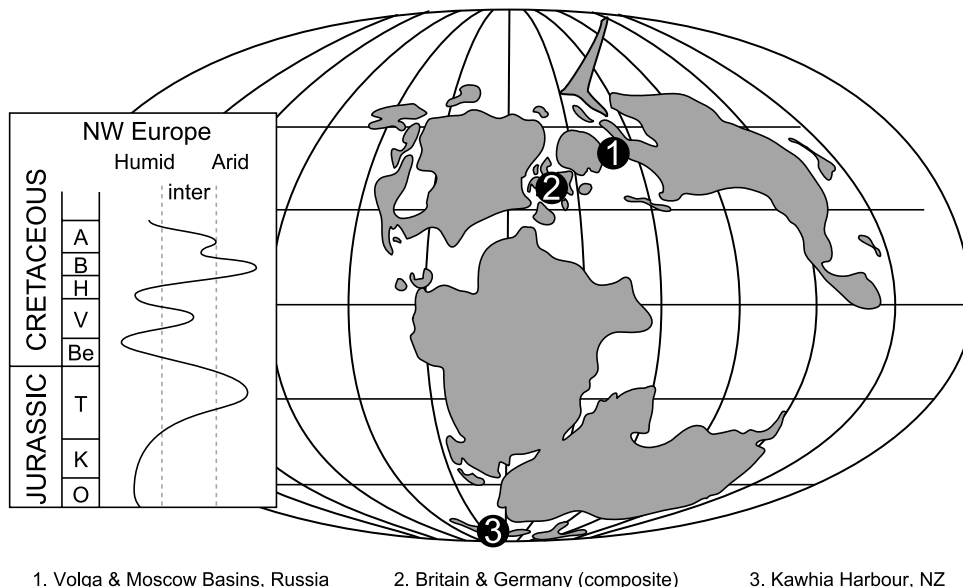 NW Europe
Humid Arid
inter
CRETACEOUS
A
B
H
V
Be
JURASSIC
T
K
O
1
2
3
1. Volga & Moscow Basins, Russia 2. Britain & Germany (composite) 3. Kawhia Harbour, NZ